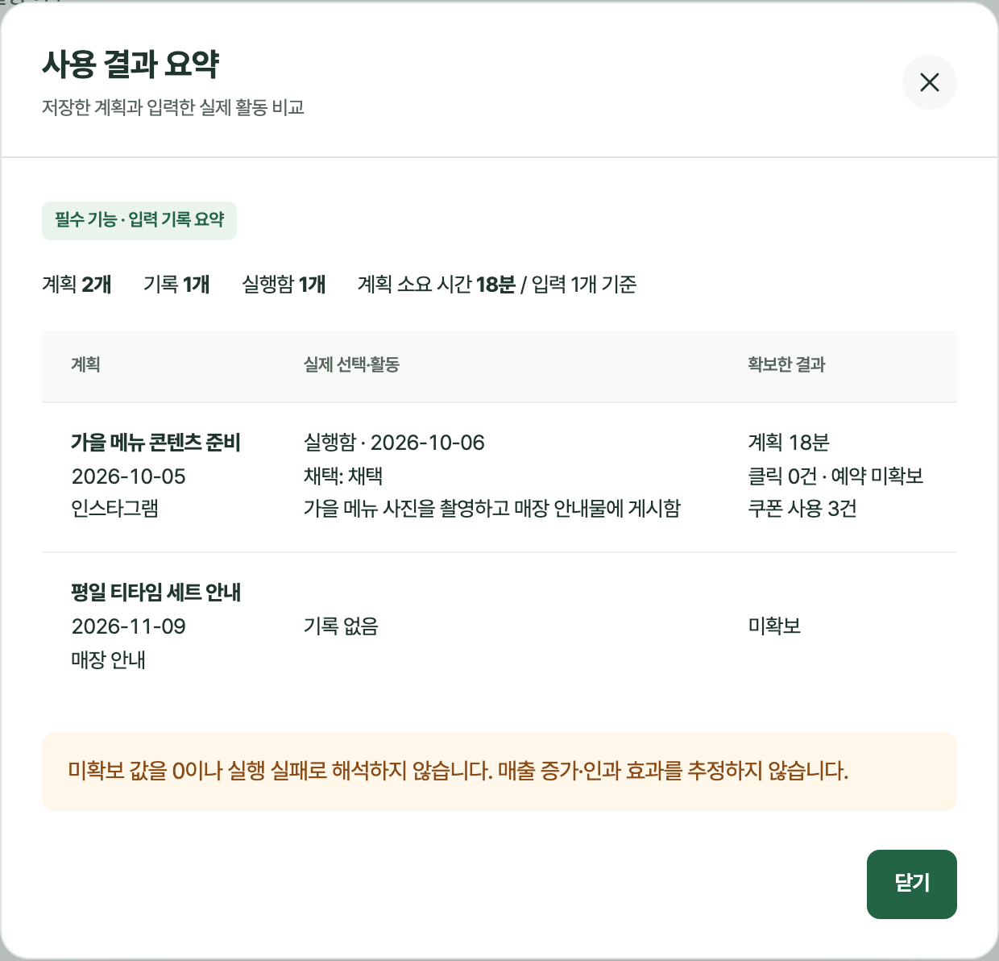 사용 결과 요약
저장한 계획과 입력한 실제 활동 비교
필수 기능 · 입력 기록 요약
계획 2개 기록 1개 실행함 1개 계획 소요 시간 18분 / 입력 1개 기준
계획 실제 선택·활동 확보한 결과
가을 메뉴 콘텐츠 준비
2026-10-05
인스타그램
실행함 · 2026-10-06
채택: 채택
가을 메뉴 사진을 촬영하고 매장 안내물에 게시함
계획 18분
클릭 0건 · 예약 미확보
쿠폰 사용 3건
평일 티타임 세트 안내
2026-11-09
매장 안내
기록 없음
미확보
미확보 값을 0이나 실행 실패로 해석하지 않습니다. 매출 증가·인과 효과를 추정하지 않습니다.
닫기